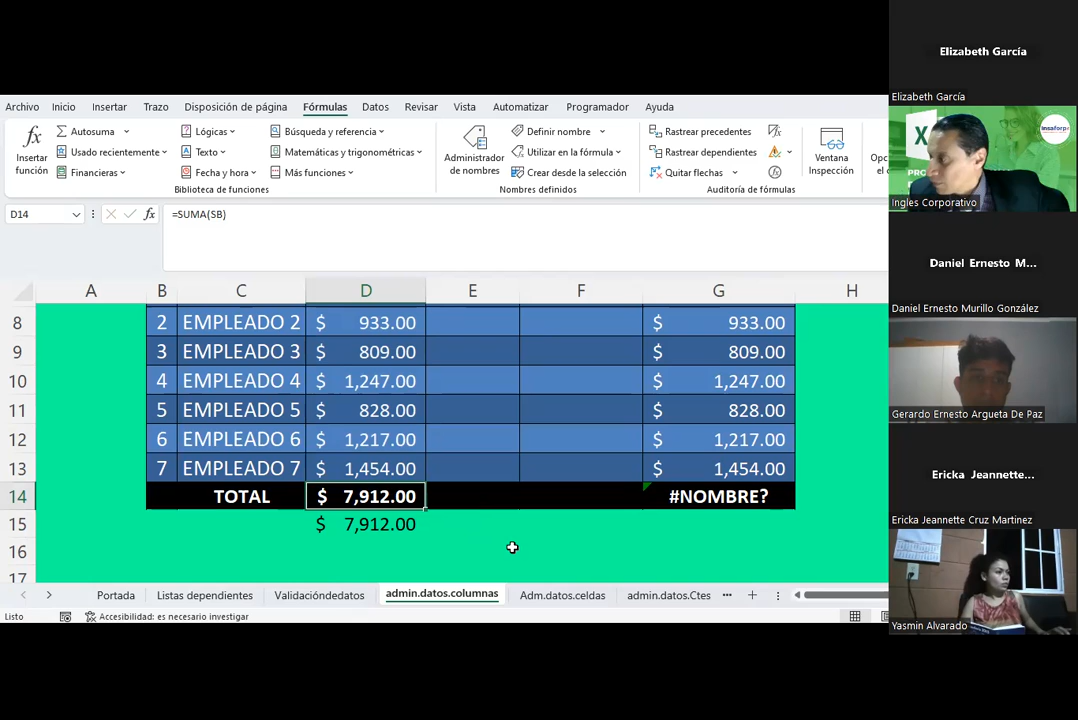 Archivo Inicio Insertar Trazo Disposición de página Fórmulas Datos Revisar Vista Automatizar Programador Ayuda
fx Insertar función
Autosuma
Usado recientemente
Financieras
Lógicas
Texto
Fecha y hora
Búsqueda y referencia
Matemáticas y trigonométricas
Más funciones
Biblioteca de funciones
Administrador de nombres
Definir nombre
Utilizar en la fórmula
Crear desde la selección
Nombres definidos
Rastrear precedentes
Rastrear dependientes
Quitar flechas
Auditoría de fórmulas
Ventana Inspección
Opc
el c
D14 fx =SUMA(SB)
A B C D E F G H
8 2 EMPLEADO 2 $ 933.00 $ 933.00
9 3 EMPLEADO 3 $ 809.00 $ 809.00
10 4 EMPLEADO 4 $ 1,247.00 $ 1,247.00
11 5 EMPLEADO 5 $ 828.00 $ 828.00
12 6 EMPLEADO 6 $ 1,217.00 $ 1,217.00
13 7 EMPLEADO 7 $ 1,454.00 $ 1,454.00
14 TOTAL $ 7,912.00 #NOMBRE?
15 $ 7,912.00
16
17
Portada Listas dependientes Validacióndedatos admin.datos.columnas Adm.datos.celdas admin.datos.Ctes ...
Listo Accesibilidad: es necesario investigar
Elizabeth García
Elizabeth García
X
insaforp
PRO
Ingles Corporativo
Daniel Ernesto M...
Daniel Ernesto Murillo González
Gerardo Ernesto Argueta De Paz
Ericka Jeannette...
Ericka Jeannette Cruz Martinez
Yasmin Alvarado